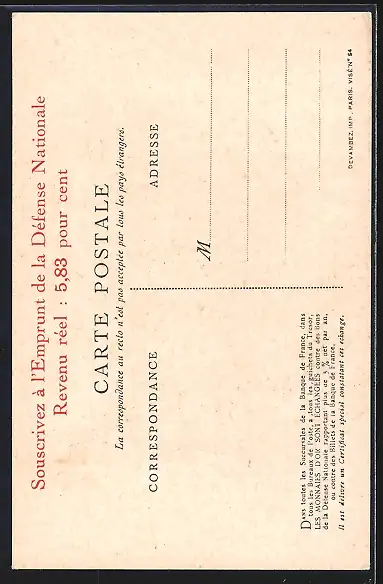 Souscrivez à l'Emprunt de la Défense Nationale
Revenu réel : 5,83 pour cent
CARTE POSTALE
La correspondance au recto n'est pas acceptée par tous les pays étrangers.
CORRESPONDANCE
ADRESSE
M
DANS toutes les Succursales de la Banque de France, dans
tous les Bureaux de Poste, à tous les guichets du Trésor,
LES MONNAIES D'OR SONT ÉCHANGÉES contre des Bons
de la Défense Nationale rapportant plus de 5 % net par an,
ou contre des Billets de la Banque de France.
Il est délivré un Certificat spécial constatant cet échange.
DEVAMBEZ, IMP., PARIS. VISÉ N° 54